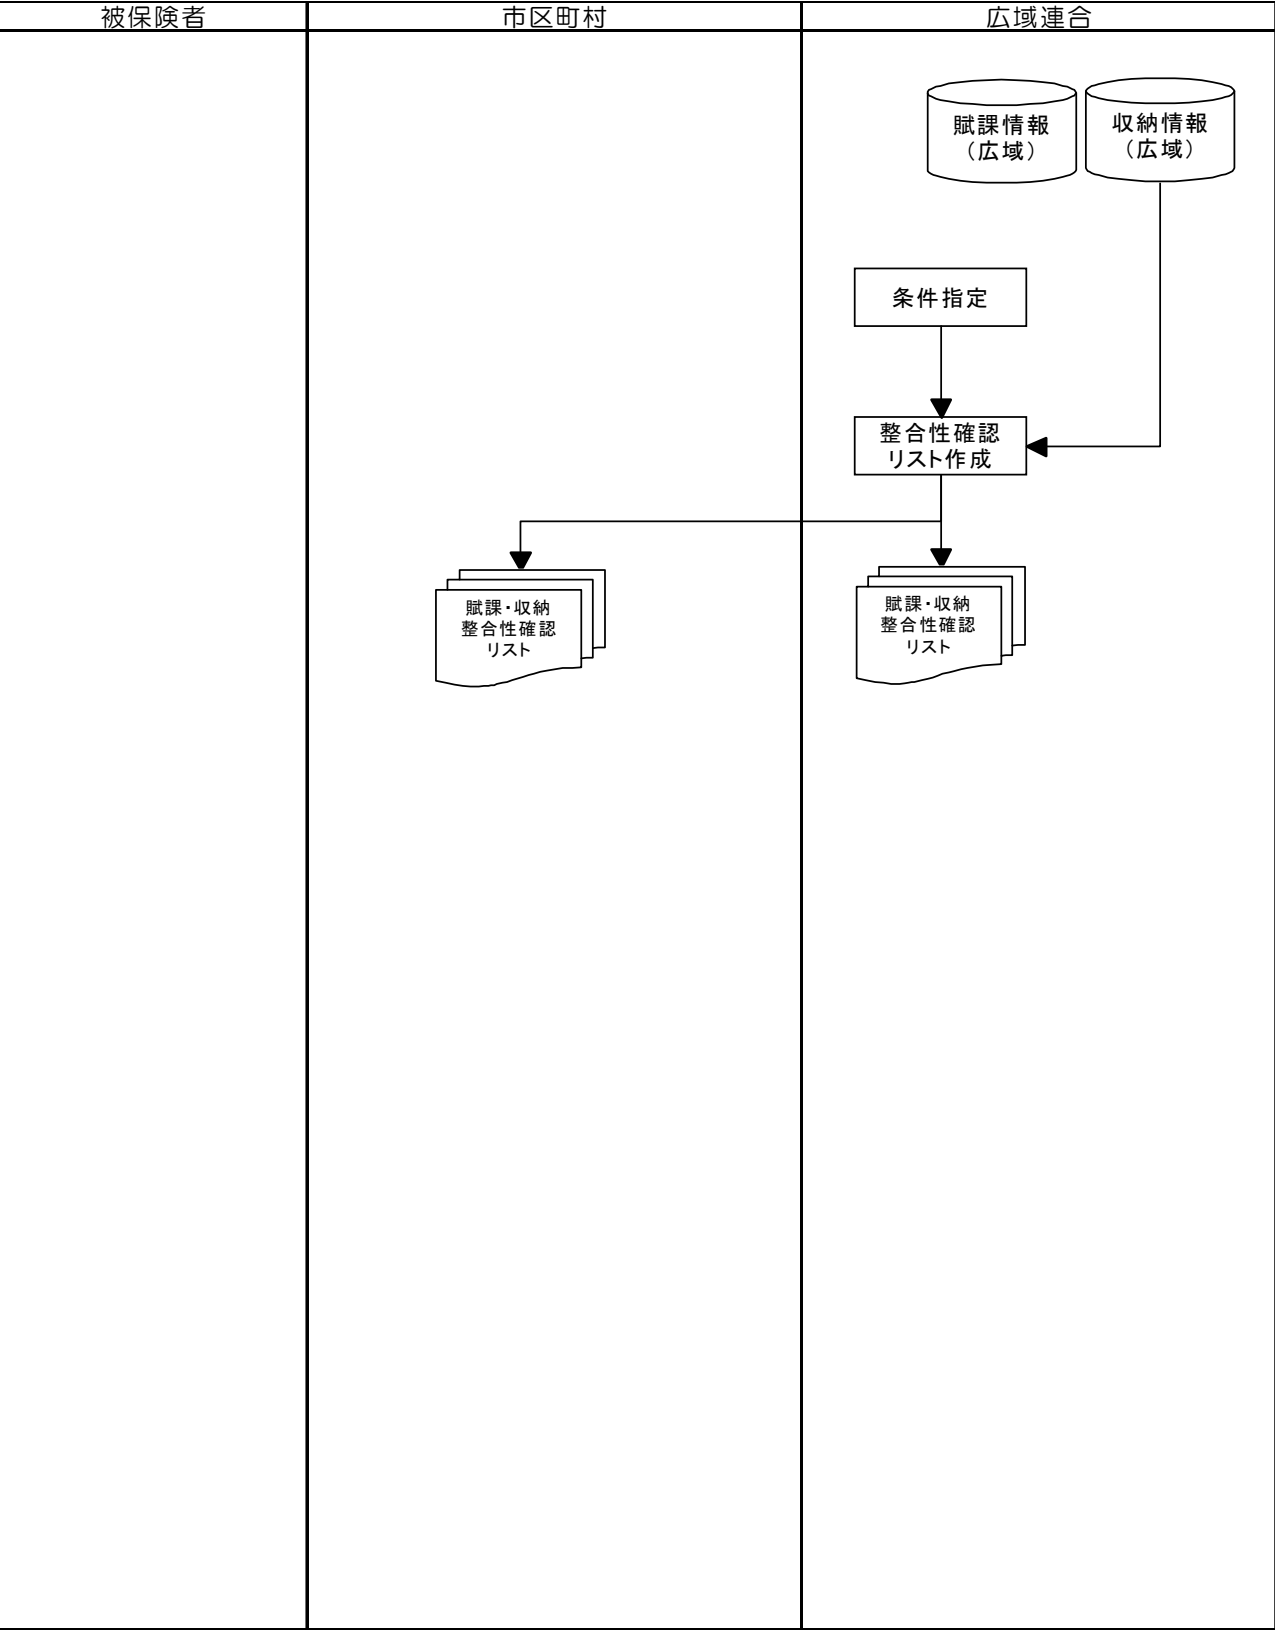 被保険者
市区町村
広域連合
賦課情報
（広域）
収納情報
（広域）
条件指定
整合性確認
リスト作成
賦課・収納
整合性確認
リスト
賦課・収納
整合性確認
リスト